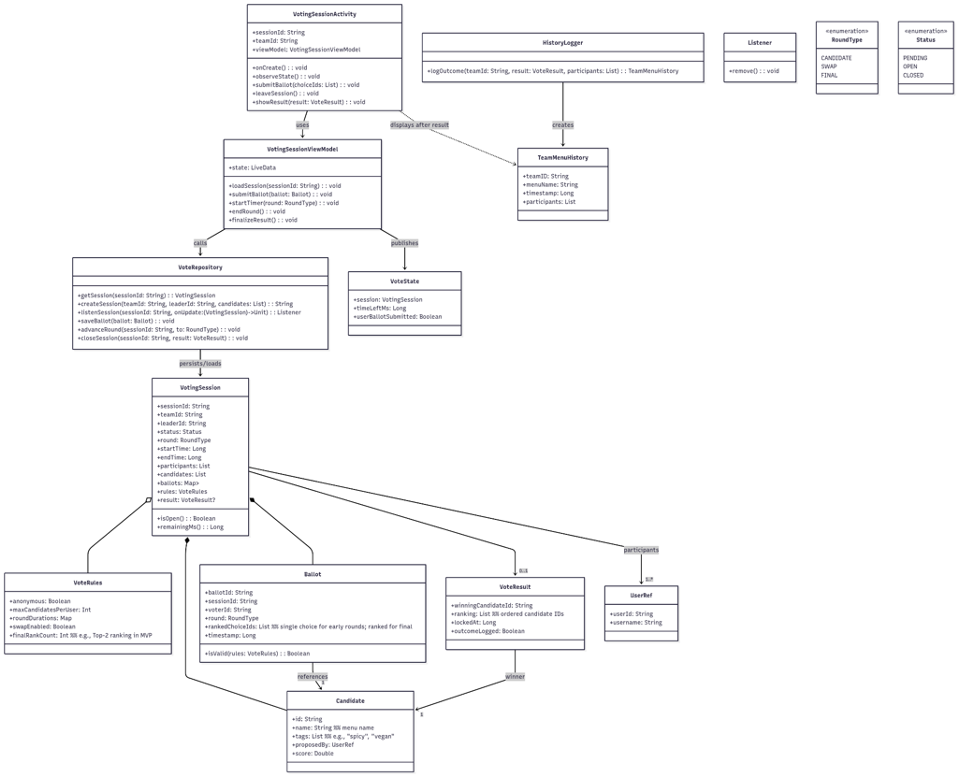 VotingSessionActivity
+sessionId: String
+teamId: String
+viewModel: VotingSessionViewModel
+onCreate() : : void
+observeState() : : void
+submitBallot(choiceIds: List) : : void
+leaveSession() : : void
+showResult(result: VoteResult) : : void
HistoryLogger
+logOutcome(teamId: String, result: VoteResult, participants: List) : : TeamMenuHistory
Listener
+remove() : : void
«enumeration»
RoundType
CANDIDATE
SWAP
FINAL
«enumeration»
Status
PENDING
OPEN
CLOSED
uses
displays after result
creates
VotingSessionViewModel
+state: LiveData
+loadSession(sessionId: String) : : void
+submitBallot(ballot: Ballot) : : void
+startTimer(round: RoundType) : : void
+endRound() : : void
+finalizeResult() : : void
TeamMenuHistory
+teamID: String
+menuName: String
+timestamp: Long
+participants: List
calls
publishes
VoteRepository
+getSession(sessionId: String) : : VotingSession
+createSession(teamId: String, leaderId: String, candidates: List) : : String
+listenSession(sessionId: String, onUpdate:(VotingSession)->Unit) : : Listener
+saveBallot(ballot: Ballot) : : void
+advanceRound(sessionId: String, to: RoundType) : : void
+closeSession(sessionId: String, result: VoteResult) : : void
VoteState
+session: VotingSession
+timeLeftMs: Long
+userBallotSubmitted: Boolean
persists/loads
VotingSession
+sessionId: String
+teamId: String
+leaderId: String
+status: Status
+round: RoundType
+startTime: Long
+endTime: Long
+participants: List
+candidates: List
+ballots: Map>
+rules: VoteRules
+result: VoteResult?
+isOpen() : : Boolean
+remainingMs() : : Long
participants
VoteRules
+anonymous: Boolean
+maxCandidatesPerUser: Int
+roundDurations: Map
+swapEnabled: Boolean
+finalRankCount: Int %% e.g., Top-2 ranking in MVP
Ballot
+ballotId: String
+sessionId: String
+voterId: String
+round: RoundType
+rankedChoiceIds: List %% single choice for early rounds; ranked for final
+timestamp: Long
+isValid(rules: VoteRules) : : Boolean
VoteResult
+winningCandidateId: String
+ranking: List %% ordered candidate IDs
+lockedAt: Long
+outcomeLogged: Boolean
UserRef
+userId: String
+username: String
references
1
winner
1
Candidate
+id: String
+name: String %% menu name
+tags: List %% e.g., "spicy", "vegan"
+proposedBy: UserRef
+score: Double